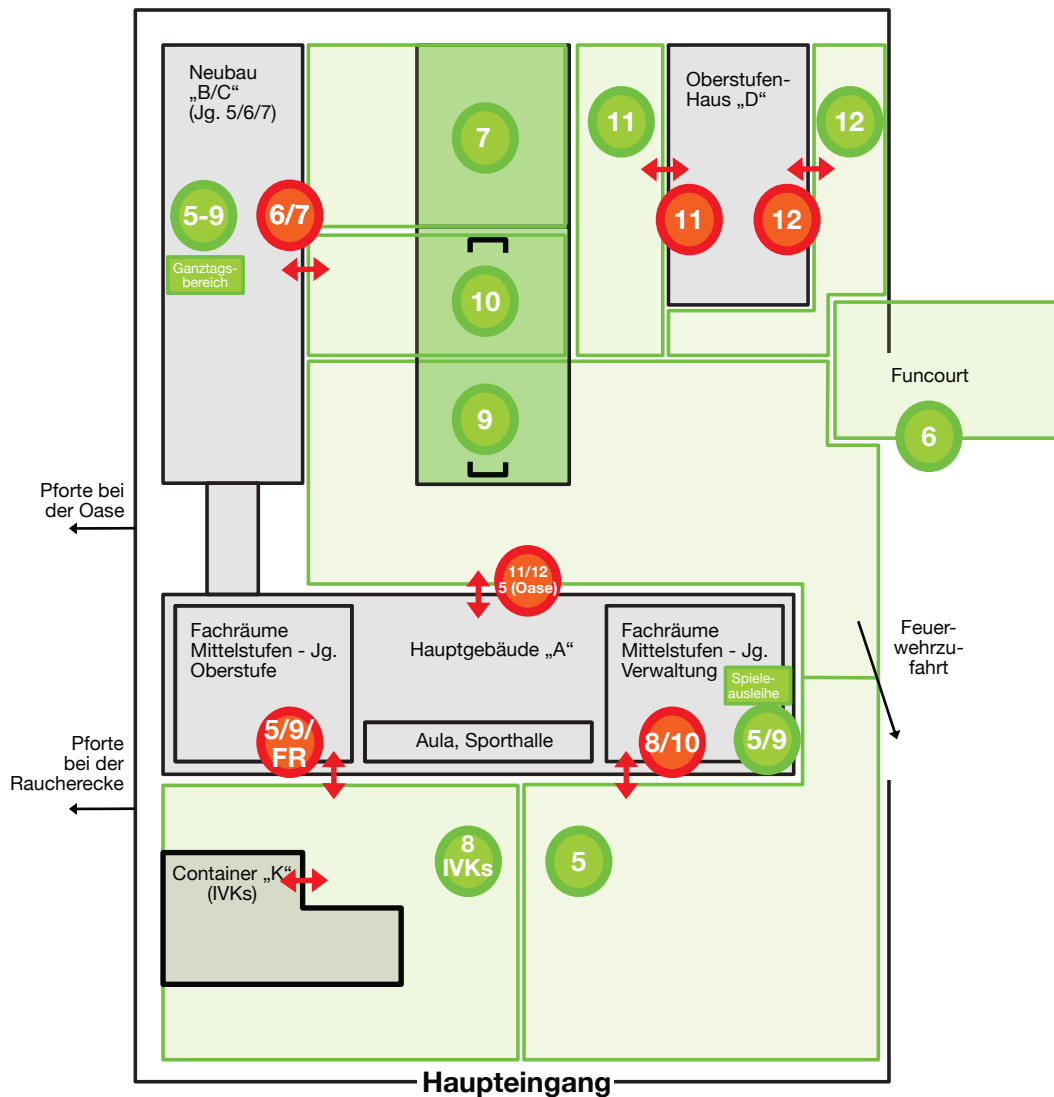 Neubau
„B/C“
(Jg. 5/6/7)
5-9
Ganztags-
bereich
6/7
7
10
9
11
Oberstufen-
Haus „D“
12
11
12
Funcourt
6
Pforte bei
der Oase
11/12
5 (Oase)
Fachräume
Mittelstufen - Jg.
Oberstufe
Hauptgebäude „A“
Fachräume
Mittelstufen - Jg.
Verwaltung
Spiele-
ausleihe
Feuer-
wehrzu-
fahrt
5/9/
FR
Aula, Sporthalle
8/10
5/9
Pforte
bei der
Raucherecke
Container „K“
(IVKs)
8
IVKs
5
Haupteingang